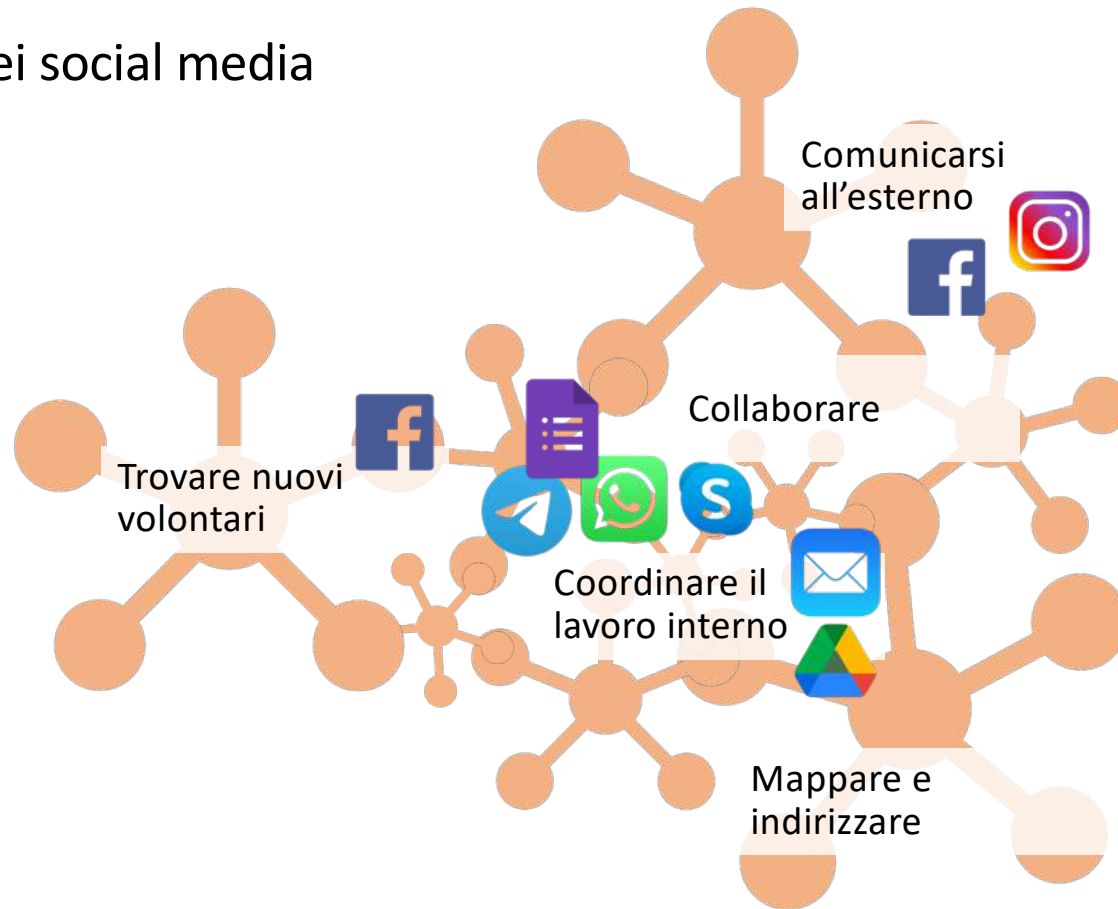 ei social media
Comunicarsi
all’esterno
Collaborare
Trovare nuovi
volontari
Coordinare il
lavoro interno
Mappare e
indirizzare